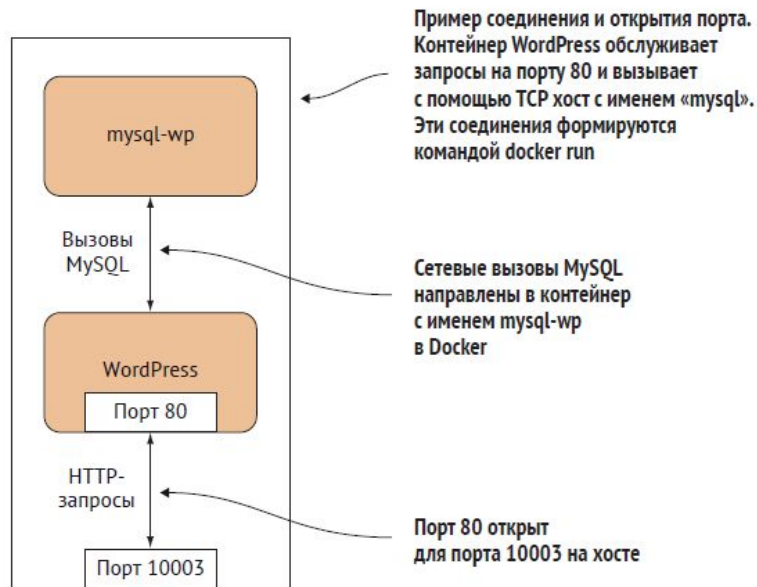 Пример соединения и открытия порта.
Контейнер WordPress обслуживает
запросы на порту 80 и вызывает
с помощью TCP хост с именем «mysql».
Эти соединения формируются
командой docker run
mysql-wp
Вызовы
MySQL
Сетевые вызовы MySQL
направлены в контейнер
с именем mysql-wp
в Docker
WordPress
Порт 80
HTTP-
запросы
Порт 80 открыт
для порта 10003 на хосте
Порт 10003